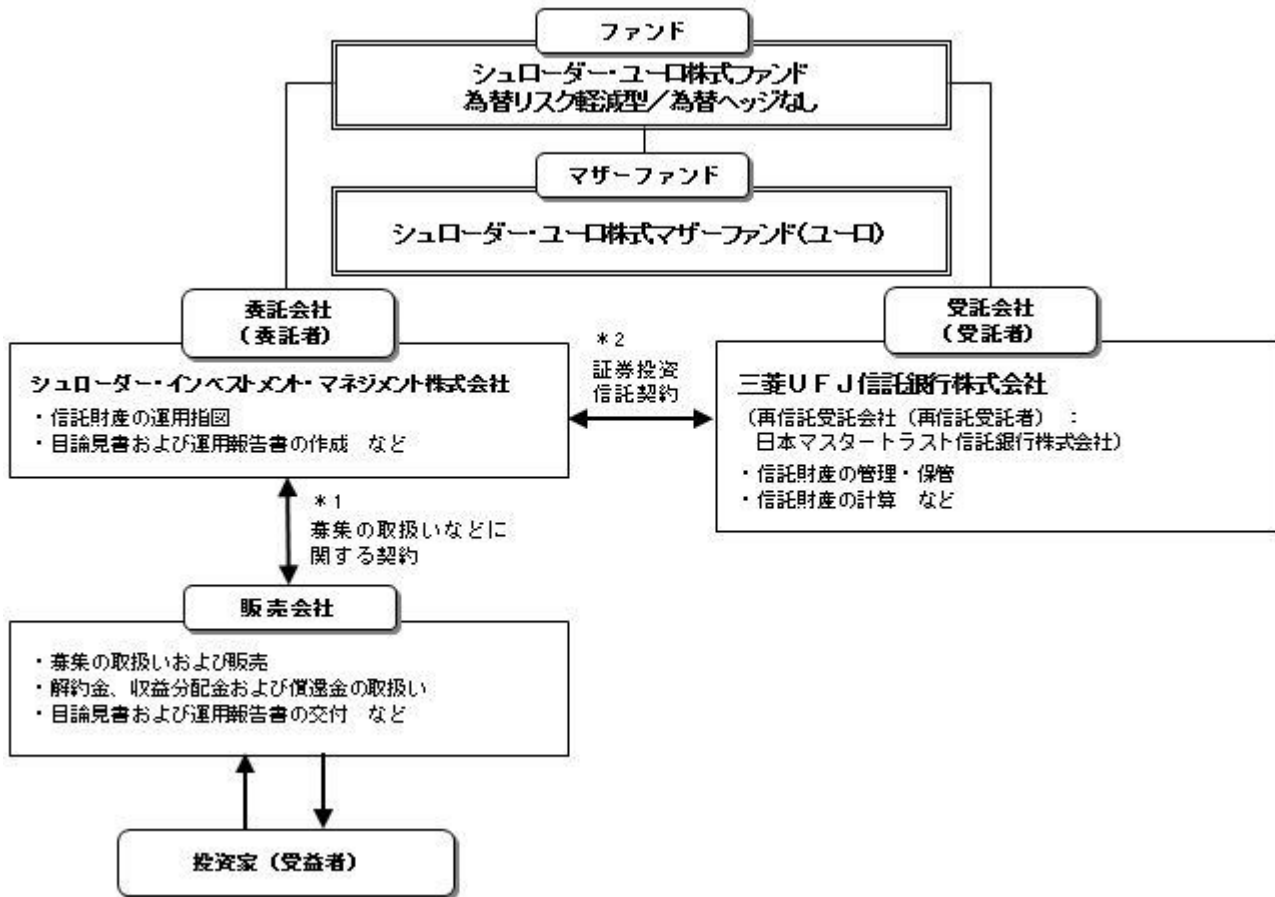 ファンド
シュローダー・ユーロ株式ファンド
為替リスク軽減型／為替ヘッジなし
マザーファンド
シュローダー・ユーロ株式マザーファンド(ユーロ)
委託会社
（委託者）
シュローダー・インベストメント・マネジメント株式会社
・信託財産の運用指図
・目論見書および運用報告書の作成　など
＊2
証券投資
信託契約
受託会社
（受託者）
三菱ＵＦＪ信託銀行株式会社
（再信託受託会社（再信託受託者）　：
日本マスタートラスト信託銀行株式会社）
・信託財産の管理・保管
・信託財産の計算　など
＊1
募集の取扱いなどに
関する契約
販売会社
・募集の取扱いおよび販売
・解約金、収益分配金および償還金の取扱い
・目論見書および運用報告書の交付　など
投資家（受益者）